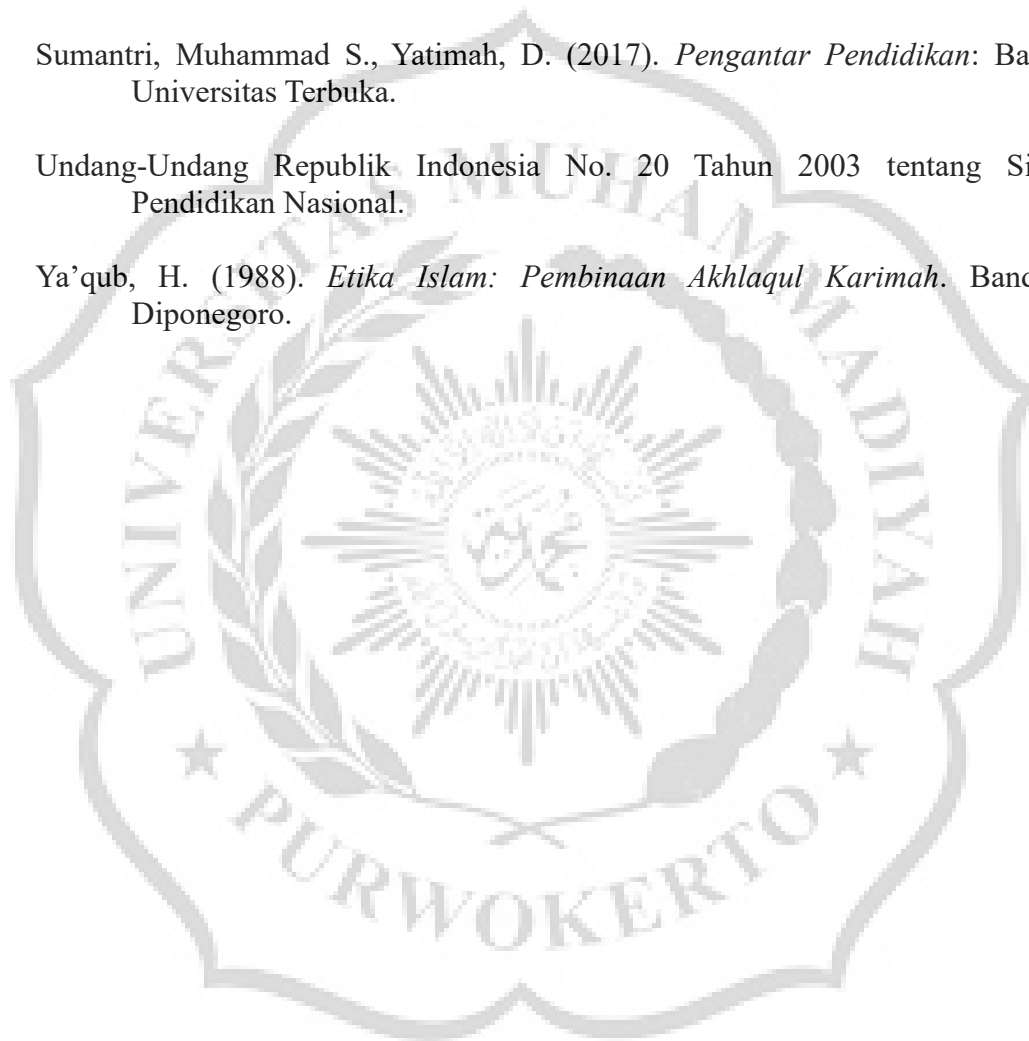 Sumantri, Muhammad S., Yatimah, D. (2017). Pengantar Pendidikan: Ba
Universitas Terbuka.
Undang-Undang Republik Indonesia No. 20 Tahun 2003 tentang Si
Pendidikan Nasional.
Ya’qub, H. (1988). Etika Islam: Pembinaan Akhlaqul Karimah. Band
Diponegoro.
UNIVERSITAS MUHAMMADIYAH
PURWOKERTO